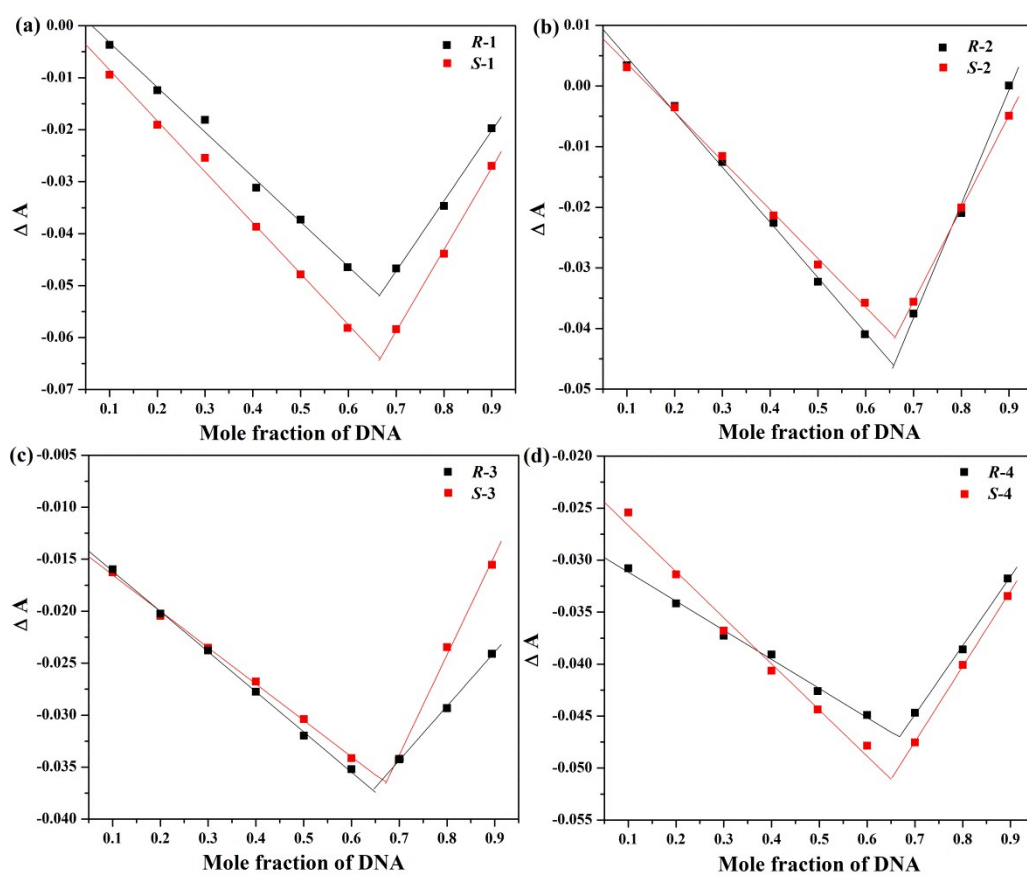 (a)
R-1
S-1
0.00
-0.01
-0.02
-0.03
-0.04
-0.05
-0.06
-0.07
Δ A
0.1 0.2 0.3 0.4 0.5 0.6 0.7 0.8 0.9
Mole fraction of DNA
(b)
R-2
S-2
0.01
0.00
-0.01
-0.02
-0.03
-0.04
-0.05
Δ A
0.1 0.2 0.3 0.4 0.5 0.6 0.7 0.8 0.9
Mole fraction of DNA
(c)
R-3
S-3
-0.005
-0.010
-0.015
-0.020
-0.025
-0.030
-0.035
-0.040
Δ A
0.1 0.2 0.3 0.4 0.5 0.6 0.7 0.8 0.9
Mole fraction of DNA
(d)
R-4
S-4
-0.020
-0.025
-0.030
-0.035
-0.040
-0.045
-0.050
-0.055
Δ A
0.1 0.2 0.3 0.4 0.5 0.6 0.7 0.8 0.9
Mole fraction of DNA